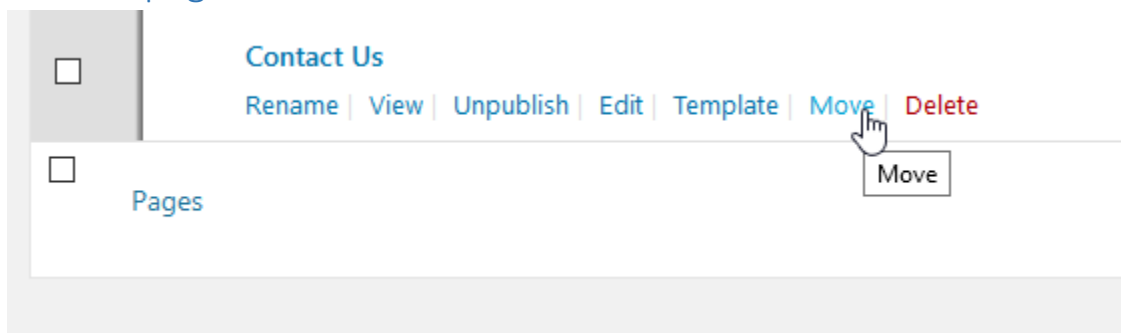 Contact Us
Rename | View | Unpublish | Edit | Template | Move | Delete
Move
Pages